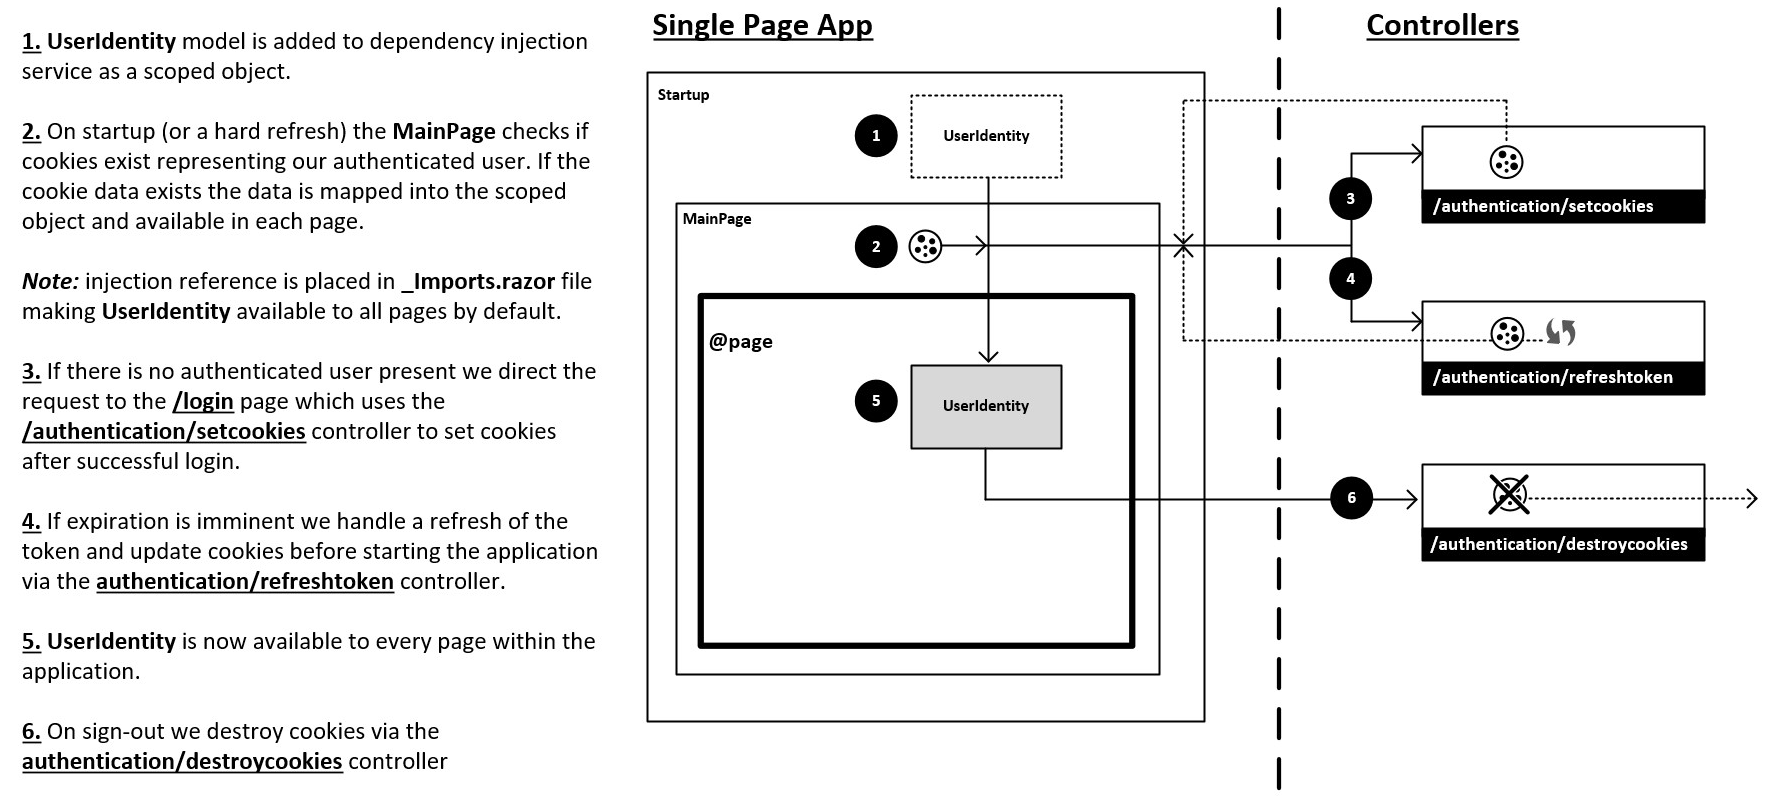 1. UserIdentity model is added to dependency injection
service as a scoped object.
2. On startup (or a hard refresh) the MainPage checks if
cookies exist representing our authenticated user. If the
cookie data exists the data is mapped into the scoped
object and available in each page.
Note: injection reference is placed in _Imports.razor file
making UserIdentity available to all pages by default.
3. If there is no authenticated user present we direct the
request to the /login page which uses the
/authentication/setcookies controller to set cookies
after successful login.
4. If expiration is imminent we handle a refresh of the
token and update cookies before starting the application
via the authentication/refreshtoken controller.
5. UserIdentity is now available to every page within the
application.
6. On sign-out we destroy cookies via the
authentication/destroycookies controller
Single Page App
Startup
1
UserIdentity
MainPage
2
@page
5
UserIdentity
Controllers
3
/authentication/setcookies
4
/authentication/refreshtoken
6
/authentication/destroycookies